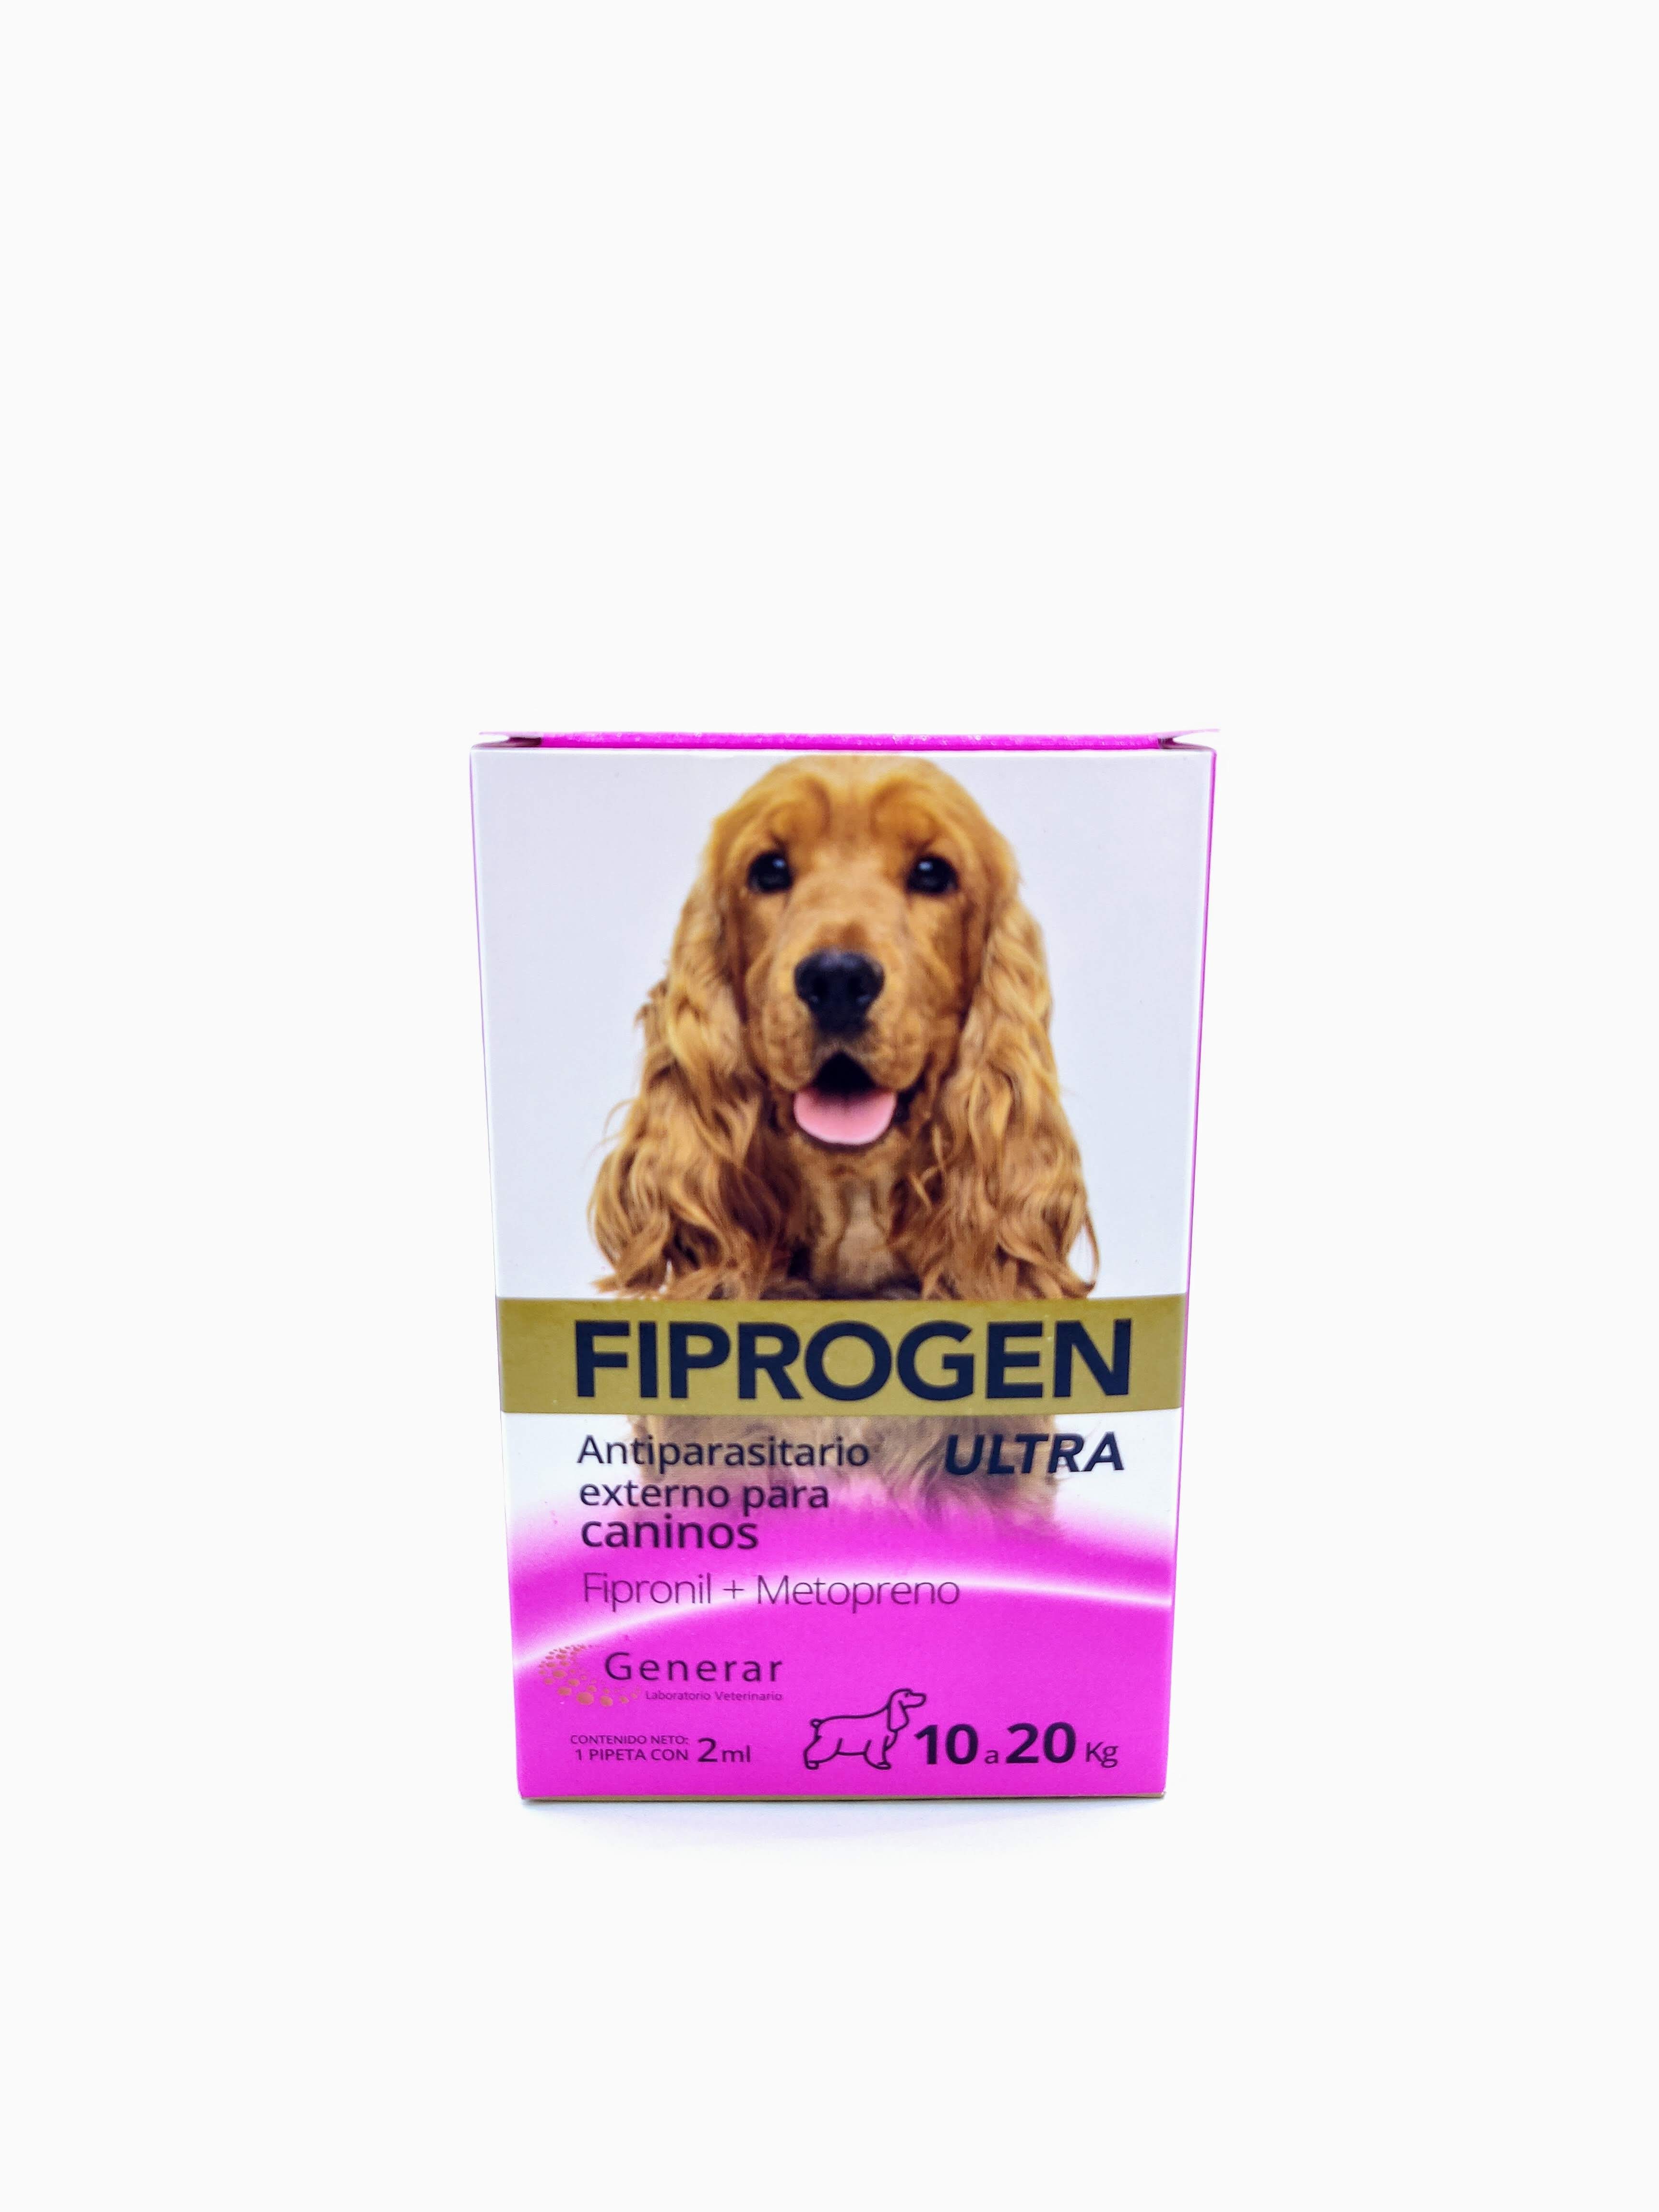 FIPROGEN
ULTRA
Antiparasitario
externo para
caninos
Fipronil + Metopreno
Generar
Laboratorio Veterinario
CONTENIDO NETO:
1 PIPETA CON 2ml
10 a 20 Kg